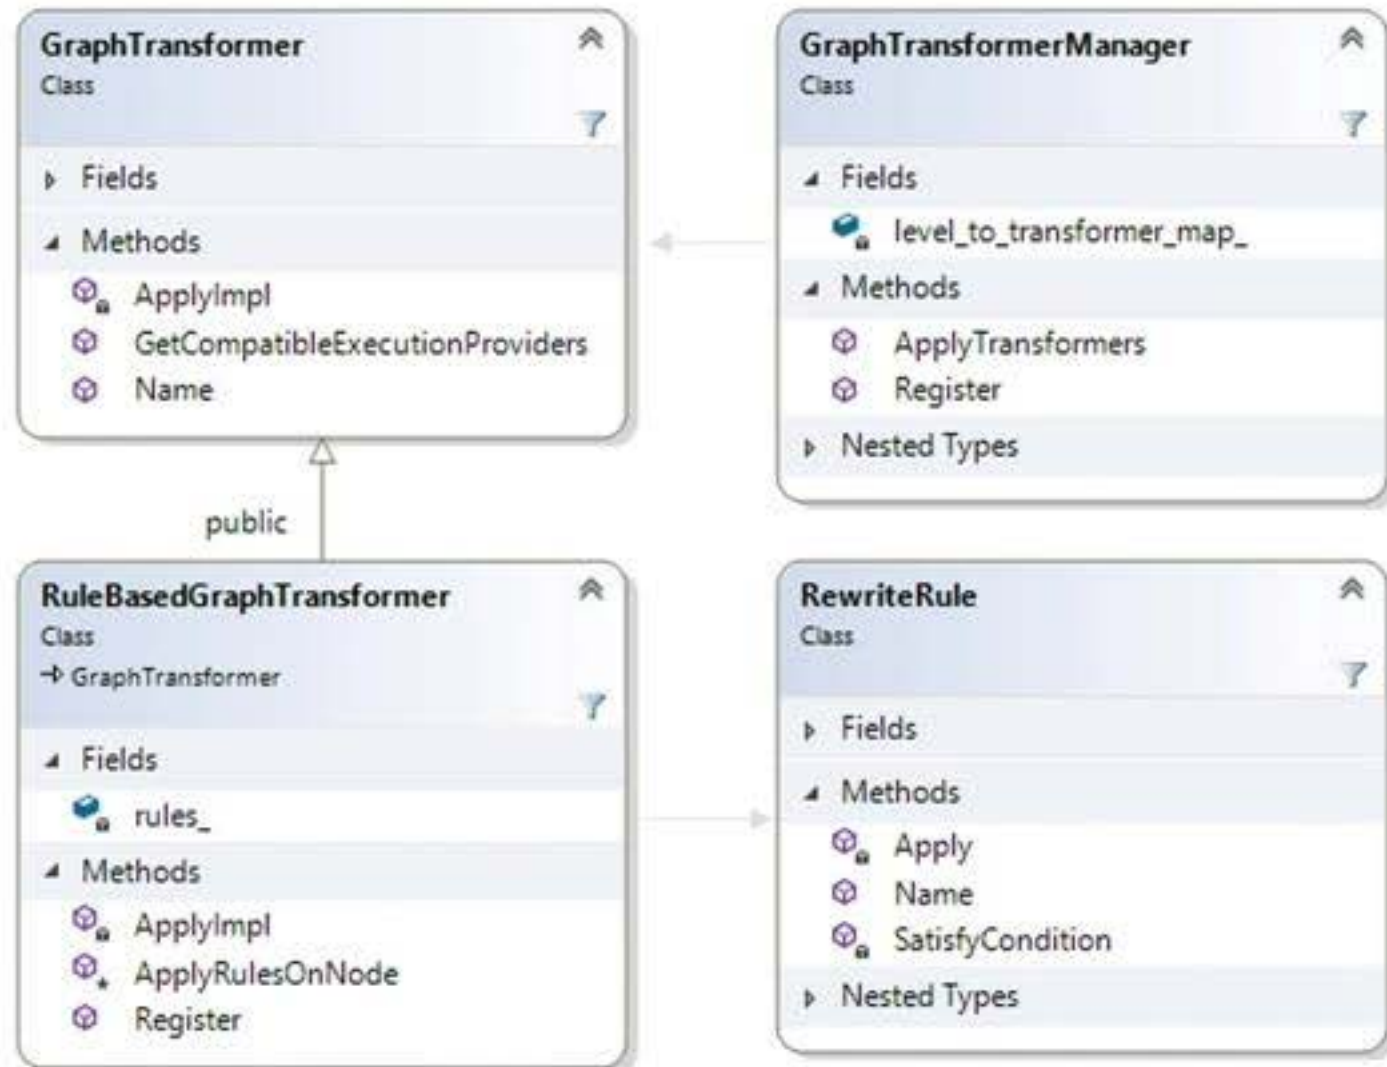 GraphTransformer
Class
Fields
Methods
ApplyImpl
GetCompatibleExecutionProviders
Name
GraphTransformerManager
Class
Fields
level_to_transformer_map_
Methods
ApplyTransformers
Register
Nested Types
public
RuleBasedGraphTransformer
Class
GraphTransformer
Fields
rules_
Methods
ApplyImpl
ApplyRulesOnNode
Register
RewriteRule
Class
Fields
Methods
Apply
Name
SatisfyCondition
Nested Types